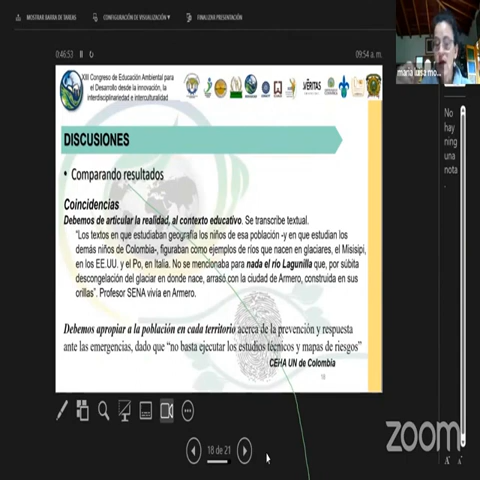 MOSTRAR BARRA DE TAREAS
CONFIGURACIÓN DE VISUALIZACIÓN ▾
FINALIZAR PRESENTACIÓN
0:46:53
09:54 a. m.
XIII Congreso de Educación Ambiental para
el Desarrollo desde la innovación, la
interdisciplinariedad e interculturalidad
VERITAS
DISCUSIONES
• Comparando resultados
Coincidencias
Debemos de articular la realidad, al contexto educativo. Se transcribe textual.
“Los textos en que estudiaban geografía los niños de esa población -y en que estudian los
demás niños de Colombia-, figuraban como ejemplos de ríos que nacen en glaciares, el Misisipi,
en los EE.UU. y el Po, en Italia. No se mencionaba para nada el río Lagunilla que, por súbita
descongelación del glaciar en donde nace, arrasó con la ciudad de Armero, construida en sus
orillas”. Profesor SENA vivía en Armero.
Debemos apropiar a la población en cada territorio acerca de la prevención y respuesta
ante las emergencias, dado que “no basta ejecutar los estudios técnicos y mapas de riesgos”
CEHA UN de Colombia
18
18 de 21
No
hay
ning
una
nota
.
zoom